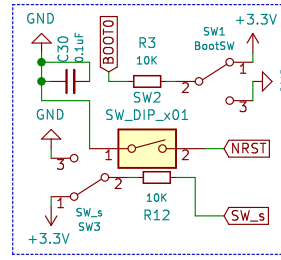 GND
C30
0.1uF
BOOT0
R3
10K
SW1
BootSW
+3.3V
2
1
3
SW2
SW_DIP_x01
1
2
NRST
GND
3
1
2
10K
R12
SW_s
SW_s
SW3
+3.3V